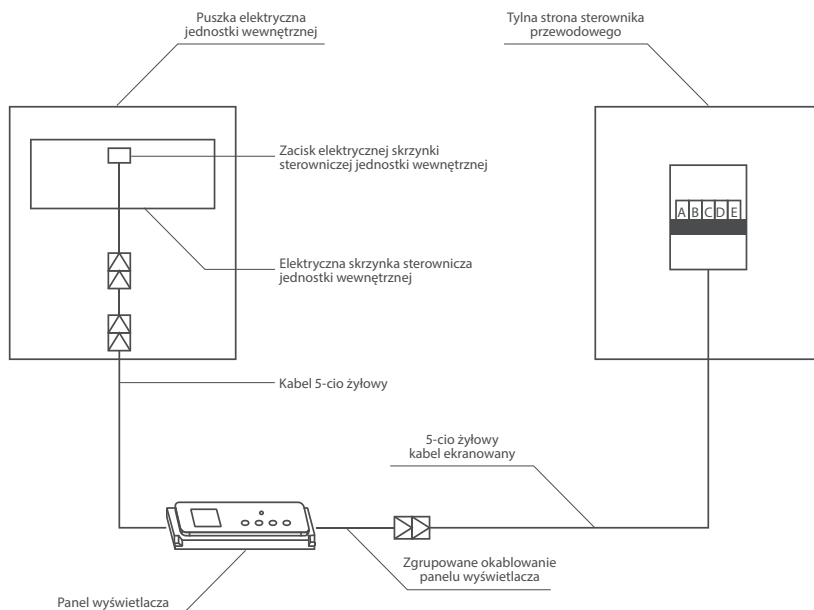 Puszka elektryczna
jednostki wewnętrznej
Tylna strona sterownika
przewodowego
Zacisk elektrycznej skrzynki
sterowniczej jednostki wewnętrznej
A B C D E
Elektryczna skrzynka sterownicza
jednostki wewnętrznej
Kabel 5-cio żyłowy
5-cio żyłowy
kabel ekranowany
Zgrupowane okablowanie
panelu wyświetlacza
Panel wyświetlacza